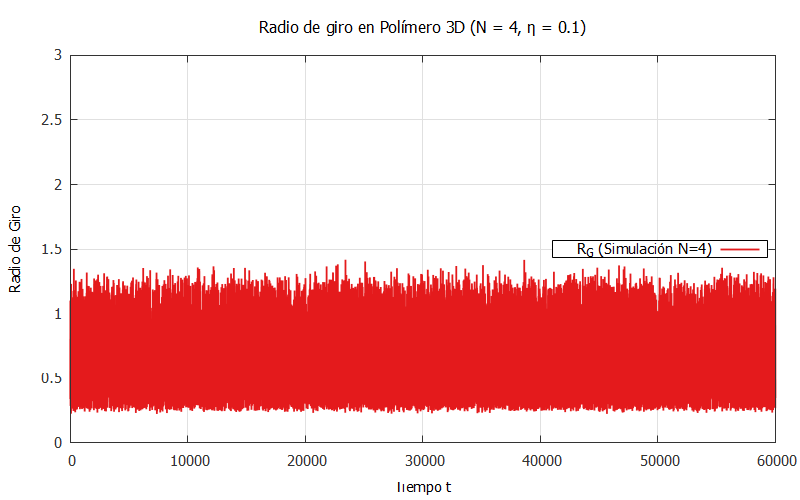 Radio de giro en Polímero 3D (N = 4, η = 0.1)
3
2.5
2
1.5
1
0.5
0
Radio de Giro
R_G (Simulación N=4)
0 10000 20000 30000 40000 50000 60000
Tiempo t